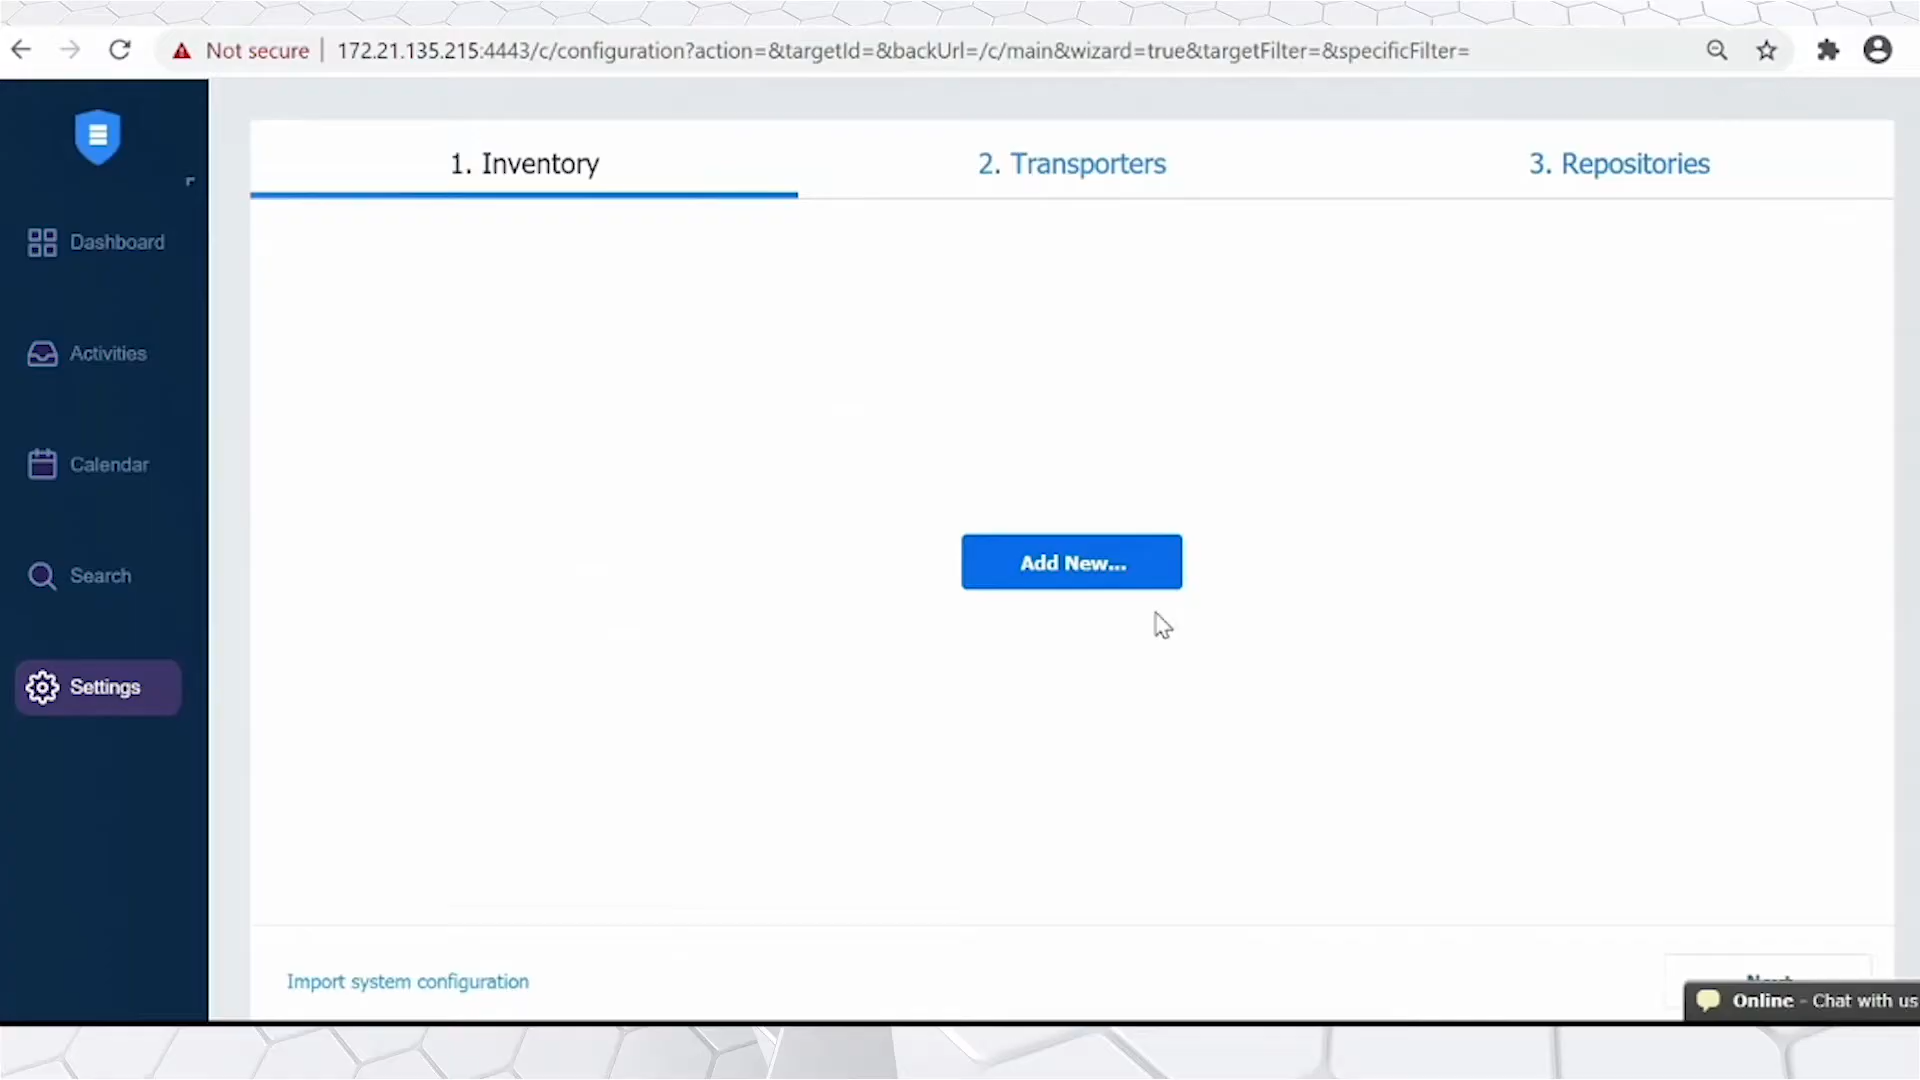 Not secure | 172.21.135.215:4443/c/configuration?action=&targetId=&backUrl=/c/main&wizard=true&targetFilter=&specificFilter=
1. Inventory
2. Transporters
3. Repositories
Dashboard
Activities
Calendar
Search
Settings
Add New...
Import system configuration
Next
Online - Chat with us